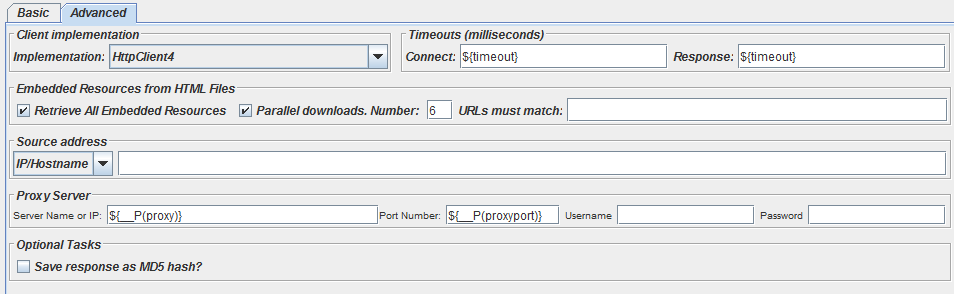 Basic Advanced
Client implementation Timeouts (milliseconds)
Implementation: HttpClient4 Connect: ${timeout} Response: ${timeout}
Embedded Resources from HTML Files
Retrieve All Embedded Resources Parallel downloads. Number: 6 URLs must match:
Source address
IP/Hostname
Proxy Server
Server Name or IP: ${__P(proxy)} Port Number: ${__P(proxyport)} Username Password
Optional Tasks
Save response as MD5 hash?